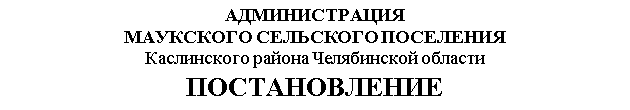 АДМИНИСТРАЦИЯ
МАУКСКОГО СЕЛЬСКОГО ПОСЕЛЕНИЯ
Каслинского района Челябинской области
ПОСТАНОВЛЕНИЕ